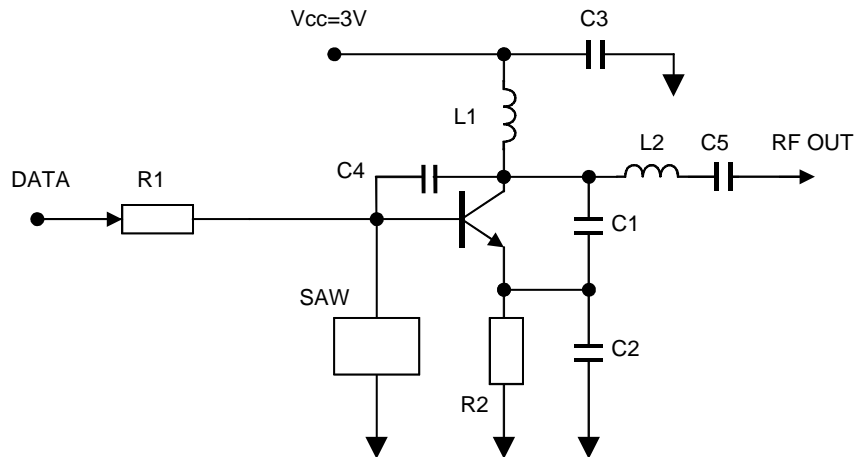 Vcc=3V
C3
L1
L2
C5
RF OUT
C4
DATA
R1
C1
SAW
C2
R2